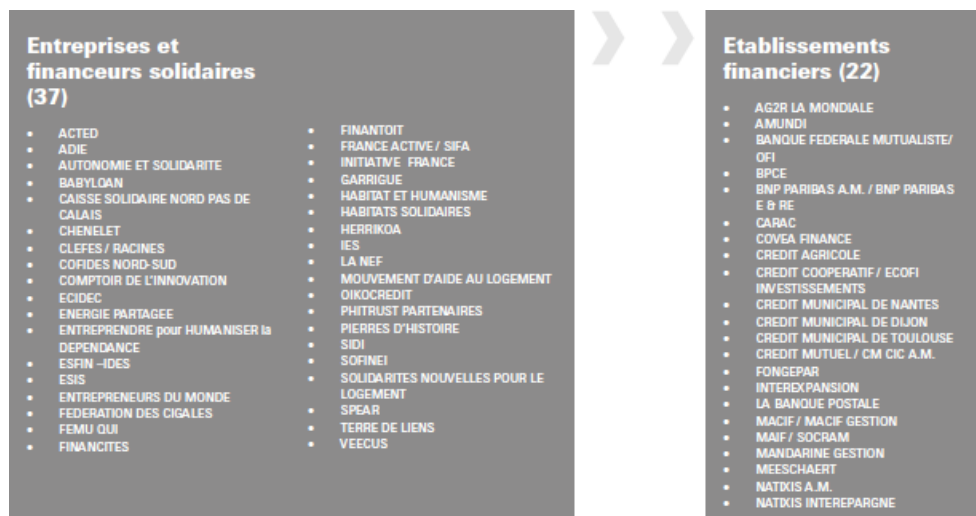 Entreprises et
financeurs solidaires
(37)
• ACTED
• ADIE
• AUTONOMIE ET SOLIDARITE
• BABYLOAN
• CAISSE SOLIDAIRE NORD PAS DE
CALAIS
• CHENELET
• CLEFES / RACINES
• COFIDES NORD-SUD
• COMPTOIR DE L'INNOVATION
• ECIDEC
• ENERGIE PARTAGEE
• ENTREPRENDRE pour HUMANISER la
DEPENDANCE
• ESFIN –IDES
• ESIS
• ENTREPRENEURS DU MONDE
• FEDERATION DES CIGALES
• FEMU QUI
• FINANCITES
• FINANTOIT
• FRANCE ACTIVE / SIFA
• INITIATIVE FRANCE
• GARRIGUE
• HABITAT ET HUMANISME
• HABITATS SOLIDAIRES
• HERRIKOA
• IES
• LA NEF
• MOUVEMENT D'AIDE AU LOGEMENT
• OIKOCREDIT
• PHITRUST PARTENAIRES
• PIERRES D'HISTOIRE
• SIDI
• SOFINEI
• SOLIDARITES NOUVELLES POUR LE
LOGEMENT
• SPEAR
• TERRE DE LIENS
• VEECUS
Etablissements
financiers (22)
• AG2R LA MONDIALE
• AMUNDI
• BANQUE FEDERALE MUTUALISTE/
OFI
• BPCE
• BNP PARIBAS A.M. / BNP PARIBAS
E & RE
• CARAC
• COVEA FINANCE
• CREDIT AGRICOLE
• CREDIT COOPERATIF / ECOFI
INVESTISSEMENTS
• CREDIT MUNICIPAL DE NANTES
• CREDIT MUNICIPAL DE DIJON
• CREDIT MUNICIPAL DE TOULOUSE
• CREDIT MUTUEL / CM CIC A.M.
• FONGEPAR
• INTEREXPANSION
• LA BANQUE POSTALE
• MACIF / MACIF GESTION
• MAIF / SOCRAM
• MANDARINE GESTION
• MEESCHAERT
• NATIXIS A.M.
• NATIXIS INTEREPARGNE